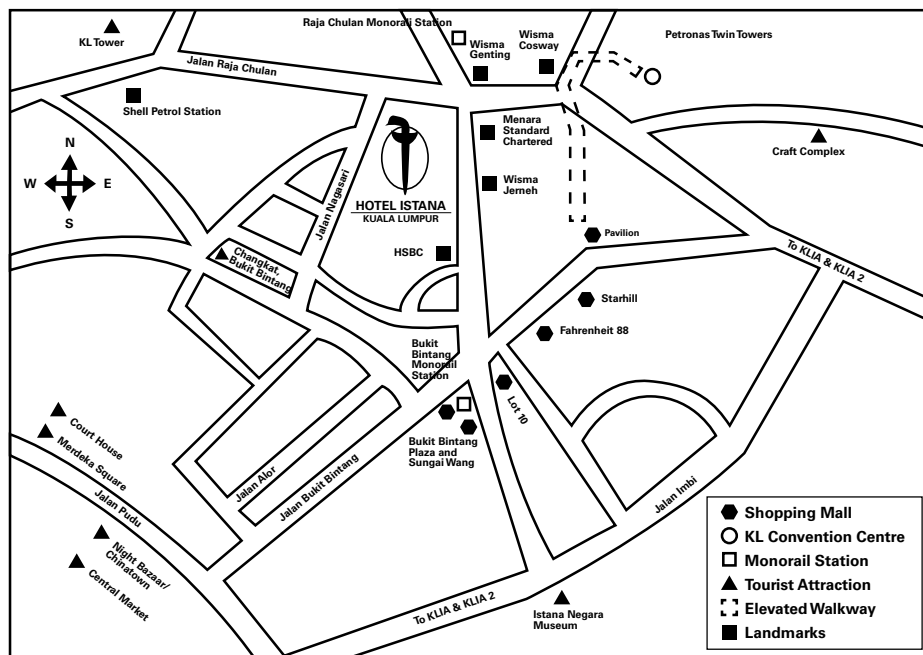 Raja Chulan Monorail Station
KL Tower
Wisma
Genting
Wisma
Cosway
Petronas Twin Towers
Jalan Raja Chulan
Shell Petrol Station
Menara
Standard
Chartered
Craft Complex
N
W
E
S
Wisma
Jerneh
HOTEL ISTANA
KUALA LUMPUR
Jalan Nagasari
Pavilion
HSBC
Changkat,
Bukit Bintang
To KLIA & KLIA 2
Starhill
Fahrenheit 88
Bukit
Bintang
Monorail
Station
Lot 10
Court House
Merdeka Square
Bukit Bintang
Plaza and
Sungai Wang
Jalan Alor
Jalan Bukit Bintang
Jalan Pudu
Jalan Imbi
Night Bazaar/
Chinatown
Central Market
To KLIA & KLIA 2
Istana Negara
Museum
Shopping Mall
KL Convention Centre
Monorail Station
Tourist Attraction
Elevated Walkway
Landmarks